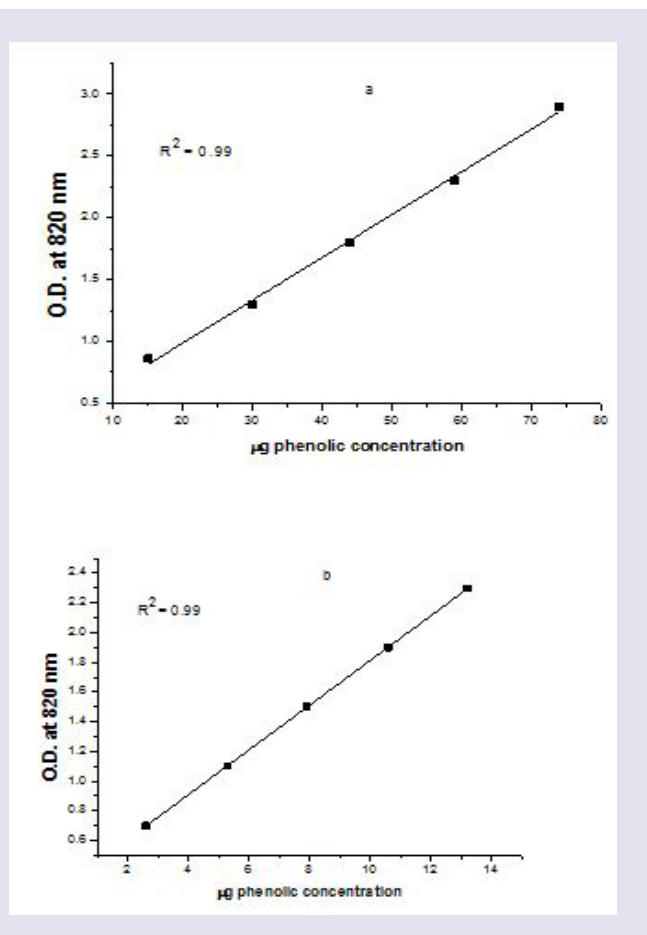 a
R2 = 0.99
O.D. at 820 nm
3.0
2.5
2.0
1.5
1.0
0.5
10 20 30 40 50 60 70 80
µg phenolic concentration
b
R2 = 0.99
O.D. at 820 nm
2.4
2.2
2.0
1.8
1.6
1.4
1.2
1.0
0.8
0.6
2 4 6 8 10 12 14
µg phenolic concentration